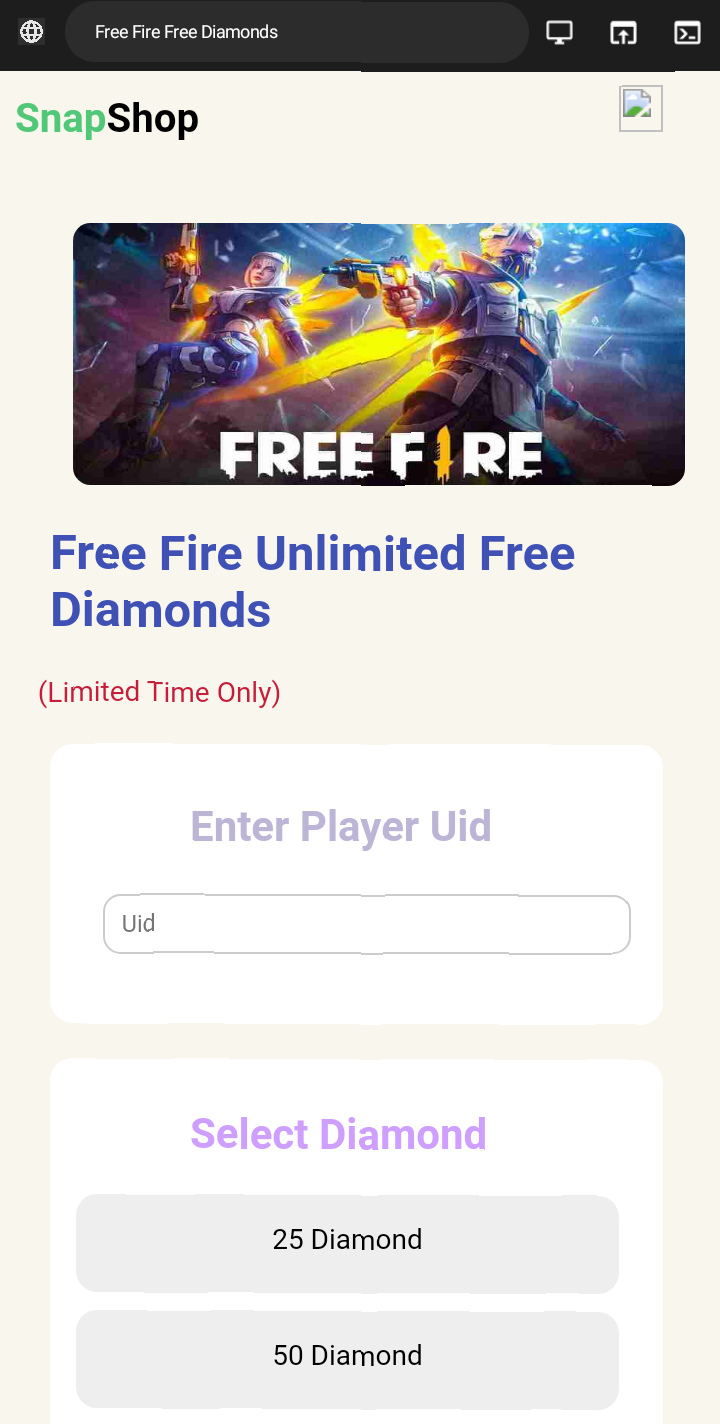 Free Fire Free Diamonds
SnapShop
FREE FIRE
Free Fire Unlimited Free
Diamonds
(Limited Time Only)
Enter Player Uid
Uid
Select Diamond
25 Diamond
50 Diamond